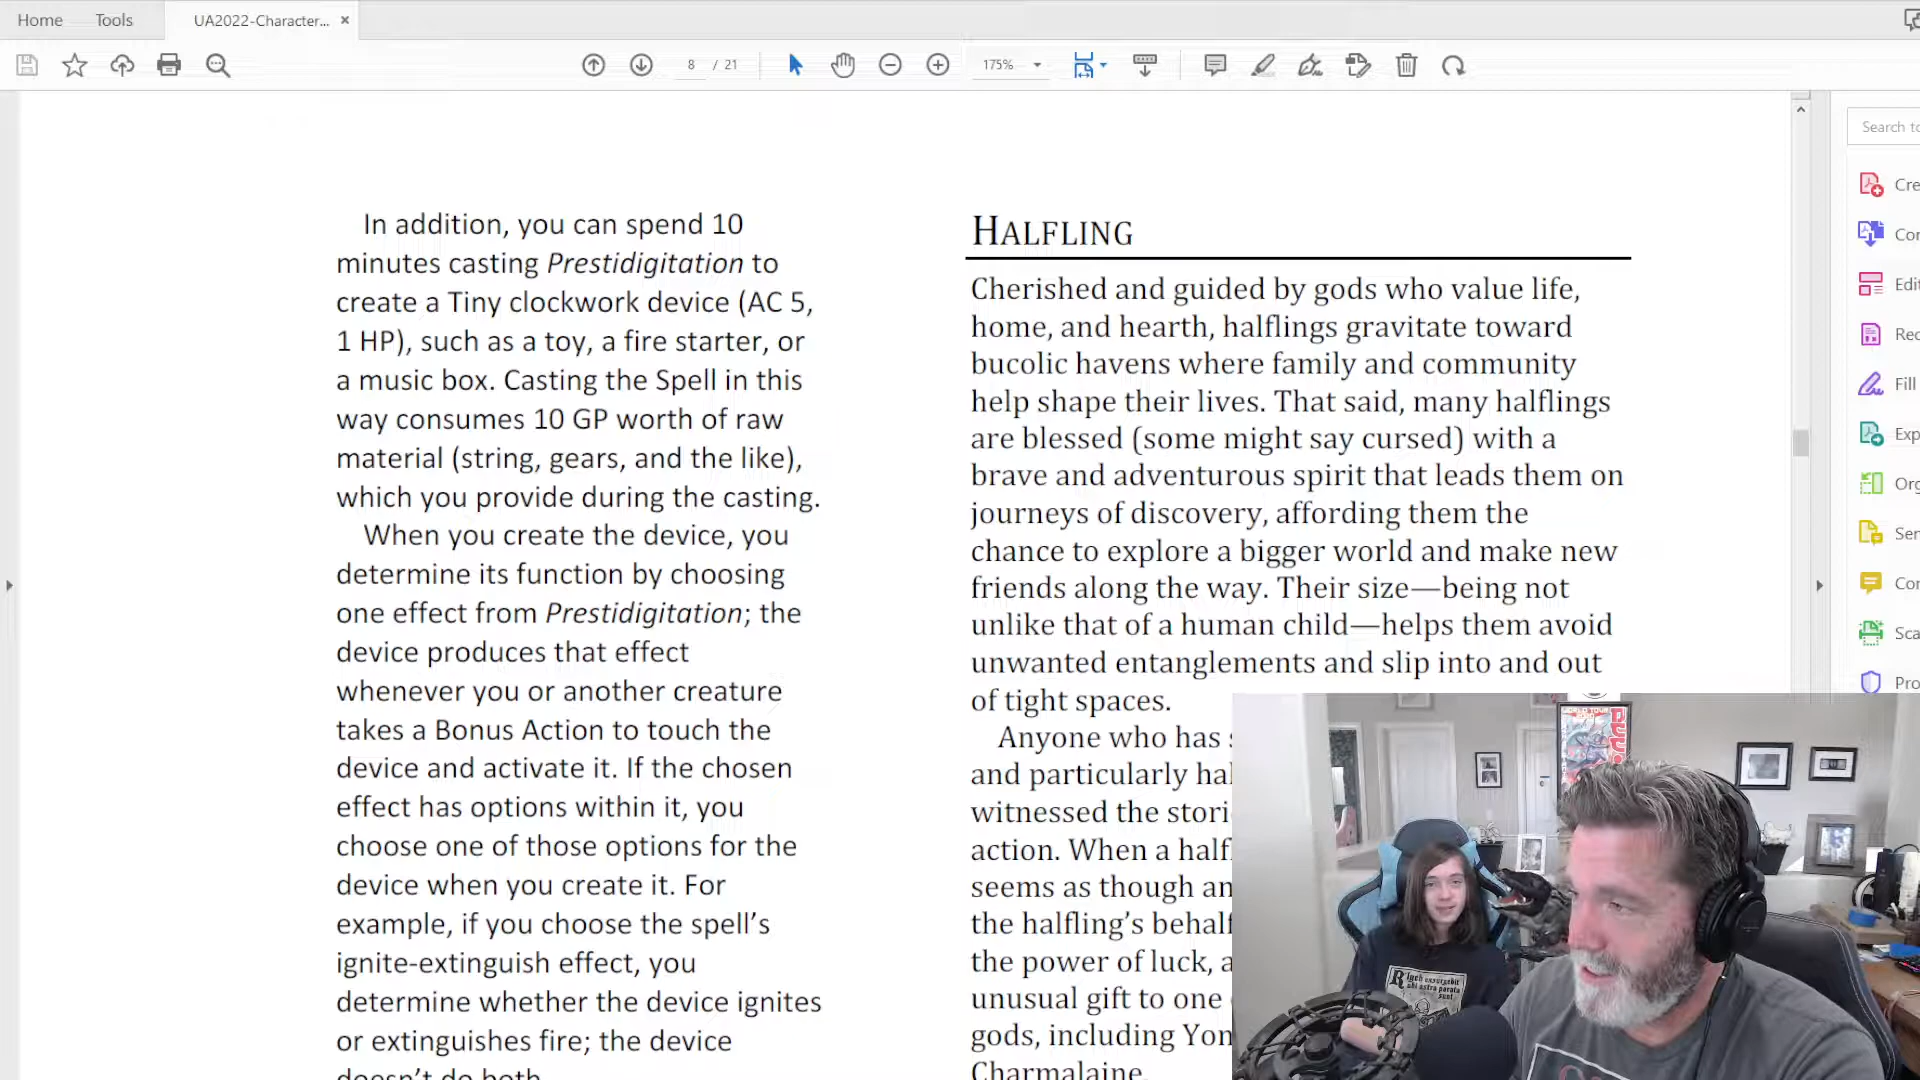 Home
Tools
UA2022-Character...
8 / 21
175%
Search to
Cre
Con
Edit
Rec
Fill
Exp
Org
Sen
Con
Sca
Pro
In addition, you can spend 10
minutes casting Prestidigitation to
create a Tiny clockwork device (AC 5,
1 HP), such as a toy, a fire starter, or
a music box. Casting the Spell in this
way consumes 10 GP worth of raw
material (string, gears, and the like),
which you provide during the casting.
When you create the device, you
determine its function by choosing
one effect from Prestidigitation; the
device produces that effect
whenever you or another creature
takes a Bonus Action to touch the
device and activate it. If the chosen
effect has options within it, you
choose one of those options for the
device when you create it. For
example, if you choose the spell's
ignite-extinguish effect, you
determine whether the device ignites
or extinguishes fire; the device
doesn't do both.
HALFLING
Cherished and guided by gods who value life,
home, and hearth, halflings gravitate toward
bucolic havens where family and community
help shape their lives. That said, many halflings
are blessed (some might say cursed) with a
brave and adventurous spirit that leads them on
journeys of discovery, affording them the
chance to explore a bigger world and make new
friends along the way. Their size—being not
unlike that of a human child—helps them avoid
unwanted entanglements and slip into and out
of tight spaces.
Anyone who has s
and particularly hal
witnessed the stori
action. When a half
seems as though an
the halfling's behalf
the power of luck, a
unusual gift to one
gods, including Yon
Charmalaine.
WORLD TOUR